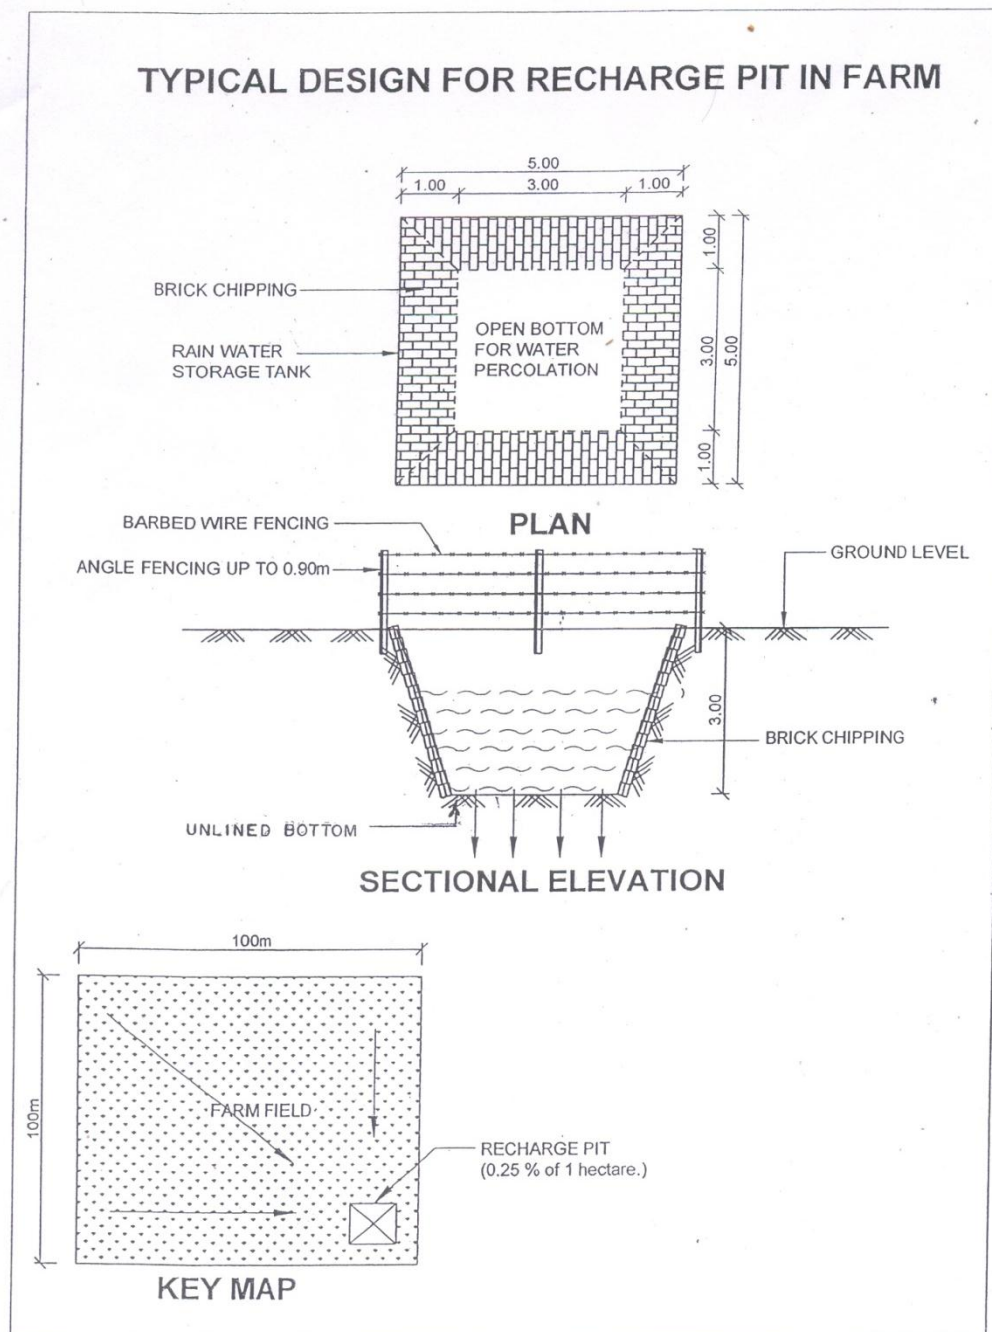 TYPICAL DESIGN FOR RECHARGE PIT IN FARM
5.00
1.00
3.00
1.00
BRICK CHIPPING
RAIN WATER
STORAGE TANK
OPEN BOTTOM
FOR WATER
PERCOLATION
1.00
3.00
1.00
5.00
PLAN
BARBED WIRE FENCING
ANGLE FENCING UP TO 0.90m
GROUND LEVEL
3.00
BRICK CHIPPING
UNLINED BOTTOM
SECTIONAL ELEVATION
100m
100m
FARM FIELD
RECHARGE PIT
(0.25 % of 1 hectare.)
KEY MAP